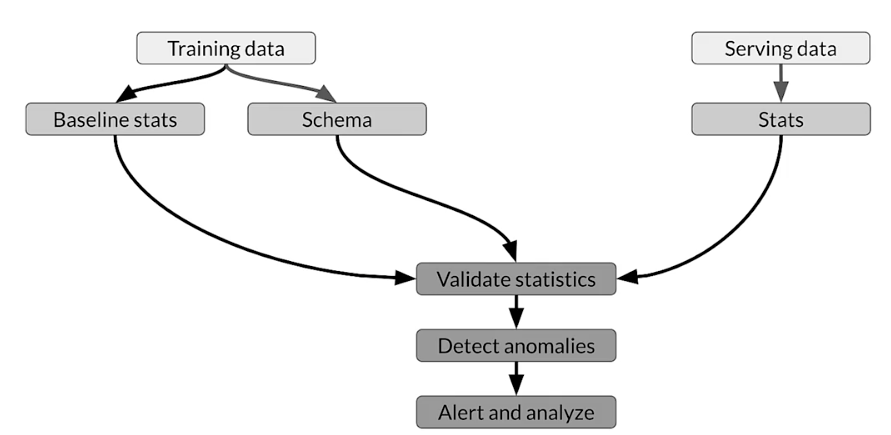 Training data
Serving data
Baseline stats
Schema
Stats
Validate statistics
Detect anomalies
Alert and analyze